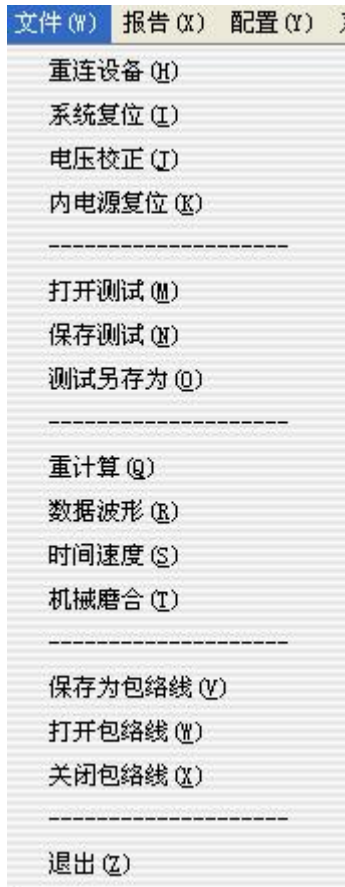 文件(W) 报告(X) 配置(Y)
重连设备(H)
系统复位(I)
电压校正(J)
内电源复位(K)
--------------------
打开测试(M)
保存测试(N)
测试另存为(O)
--------------------
重计算(Q)
数据波形(R)
时间速度(S)
机械磨合(T)
--------------------
保存为包络线(V)
打开包络线(W)
关闭包络线(X)
--------------------
退出(Z)